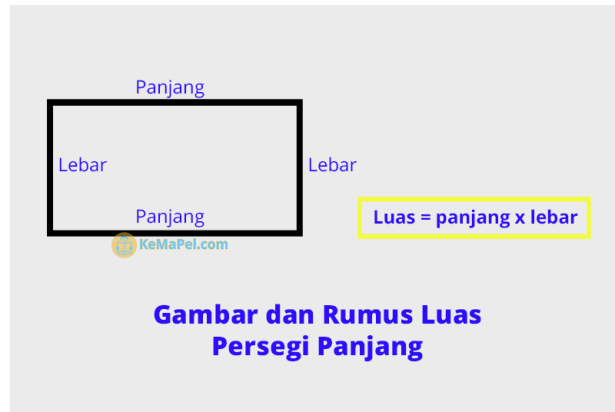 Panjang
Lebar
Lebar
Panjang
Luas = panjang x lebar
KeMaPel.com
Gambar dan Rumus Luas
Persegi Panjang